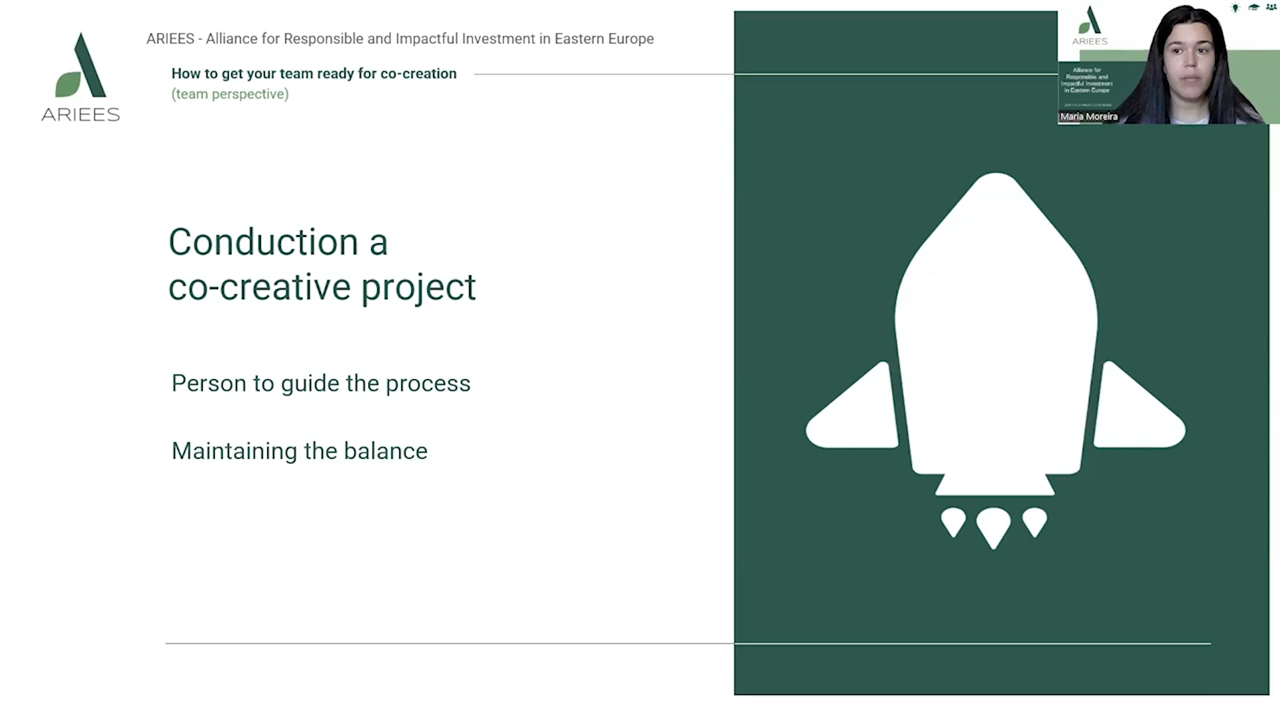 ARIEES - Alliance for Responsible and Impactful Investment in Eastern Europe
How to get your team ready for co-creation
(team perspective)
ARIEES
Conduction a
co-creative project
Person to guide the process
Maintaining the balance
ARIEES
Alliance for
Responsible and
Impactful Investment
in Eastern Europe
Maria Moreira